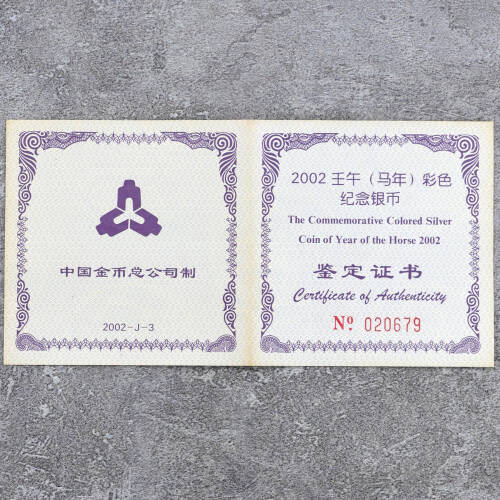 中国金币总公司制
2002-J-3
2002 壬午（马年）彩色
纪念银币
The Commemorative Colored Silver
Coin of Year of the Horse 2002
鉴定证书
Certificate of Authenticity
Nº 020679